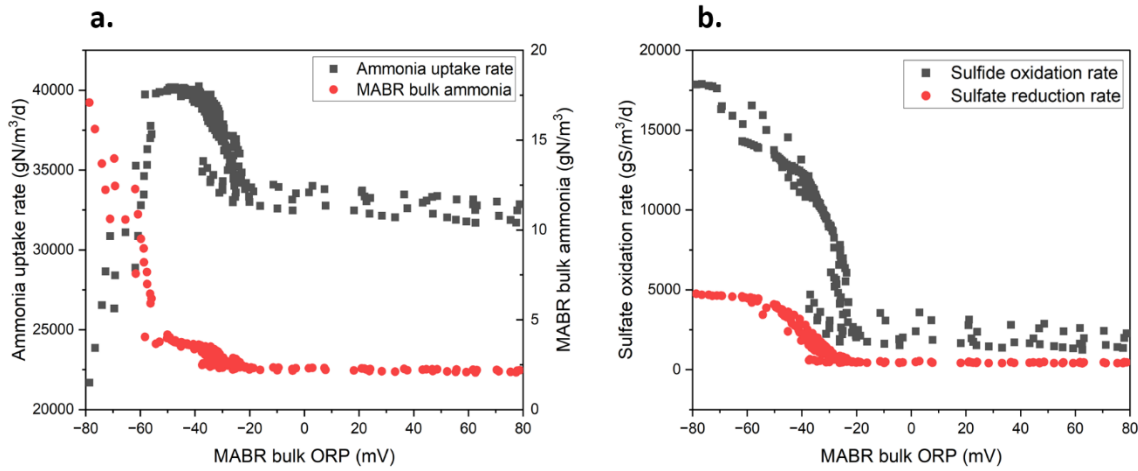 a.
Ammonia uptake rate
MABR bulk ammonia
Ammonia uptake rate (gN/m³/d)
40000
35000
30000
25000
20000
20
15
10
5
0
MABR bulk ammonia (gN/m³)
−80 −60 −40 −20 0 20 40 60 80
MABR bulk ORP (mV)
b.
Sulfide oxidation rate
Sulfate reduction rate
Sulfate oxidation rate (gS/m³/d)
20000
15000
10000
5000
0
−80 −60 −40 −20 0 20 40 60 80
MABR bulk ORP (mV)